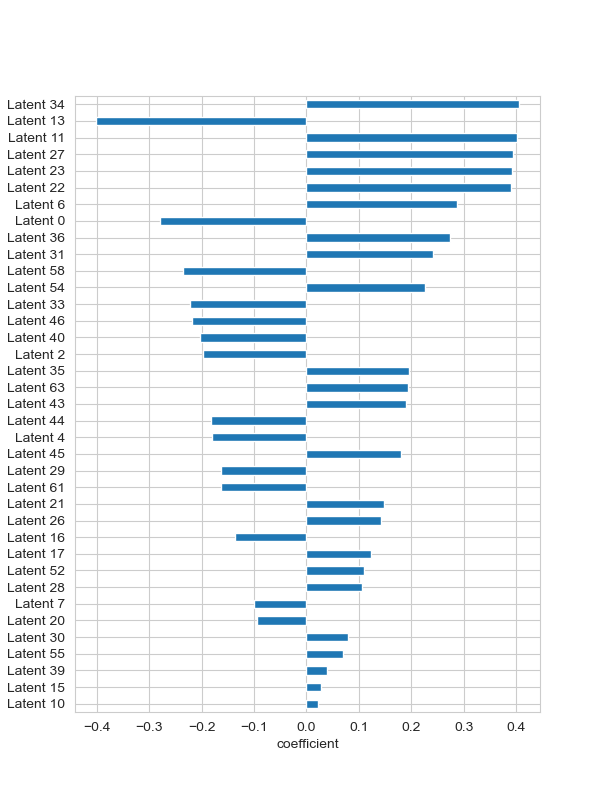 Latent 34
Latent 13
Latent 11
Latent 27
Latent 23
Latent 22
Latent 6
Latent 0
Latent 36
Latent 31
Latent 58
Latent 54
Latent 33
Latent 46
Latent 40
Latent 2
Latent 35
Latent 63
Latent 43
Latent 44
Latent 4
Latent 45
Latent 29
Latent 61
Latent 21
Latent 26
Latent 16
Latent 17
Latent 52
Latent 28
Latent 7
Latent 20
Latent 30
Latent 55
Latent 39
Latent 15
Latent 10
−0.4 −0.3 −0.2 −0.1 0.0 0.1 0.2 0.3 0.4
coefficient